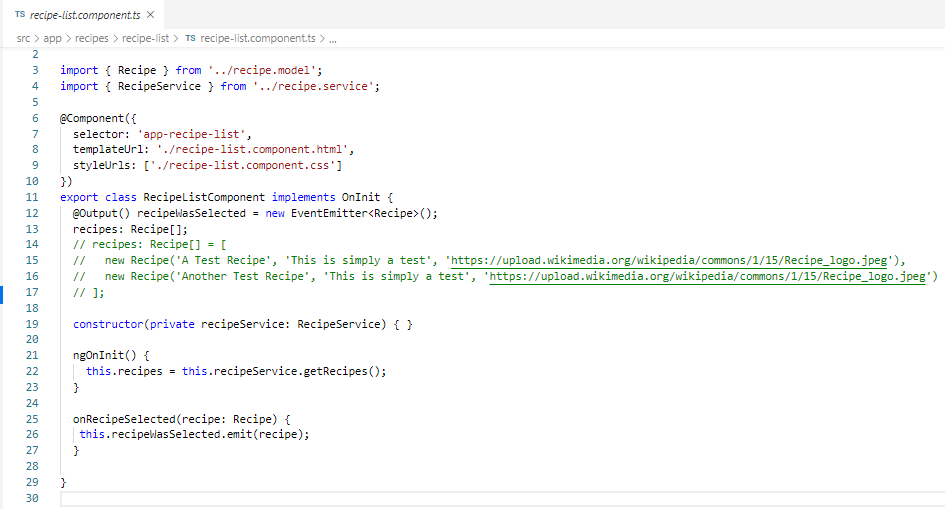 TS recipe-list.component.ts ×
src > app > recipes > recipe-list > TS recipe-list.component.ts > ...
2
3 import { Recipe } from '../recipe.model';
4 import { RecipeService } from '../recipe.service';
5
6 @Component({
7   selector: 'app-recipe-list',
8   templateUrl: './recipe-list.component.html',
9   styleUrls: ['./recipe-list.component.css']
10 })
11 export class RecipeListComponent implements OnInit {
12   @Output() recipeWasSelected = new EventEmitter<Recipe>();
13   recipes: Recipe[];
14   // recipes: Recipe[] = [
15   //   new Recipe('A Test Recipe', 'This is simply a test', 'https://upload.wikimedia.org/wikipedia/commons/1/15/Recipe_logo.jpeg'),
16   //   new Recipe('Another Test Recipe', 'This is simply a test', 'https://upload.wikimedia.org/wikipedia/commons/1/15/Recipe_logo.jpeg')
17   // ];
18
19   constructor(private recipeService: RecipeService) { }
20
21   ngOnInit() {
22     this.recipes = this.recipeService.getRecipes();
23   }
24
25   onRecipeSelected(recipe: Recipe) {
26    this.recipeWasSelected.emit(recipe);
27   }
28
29 }
30